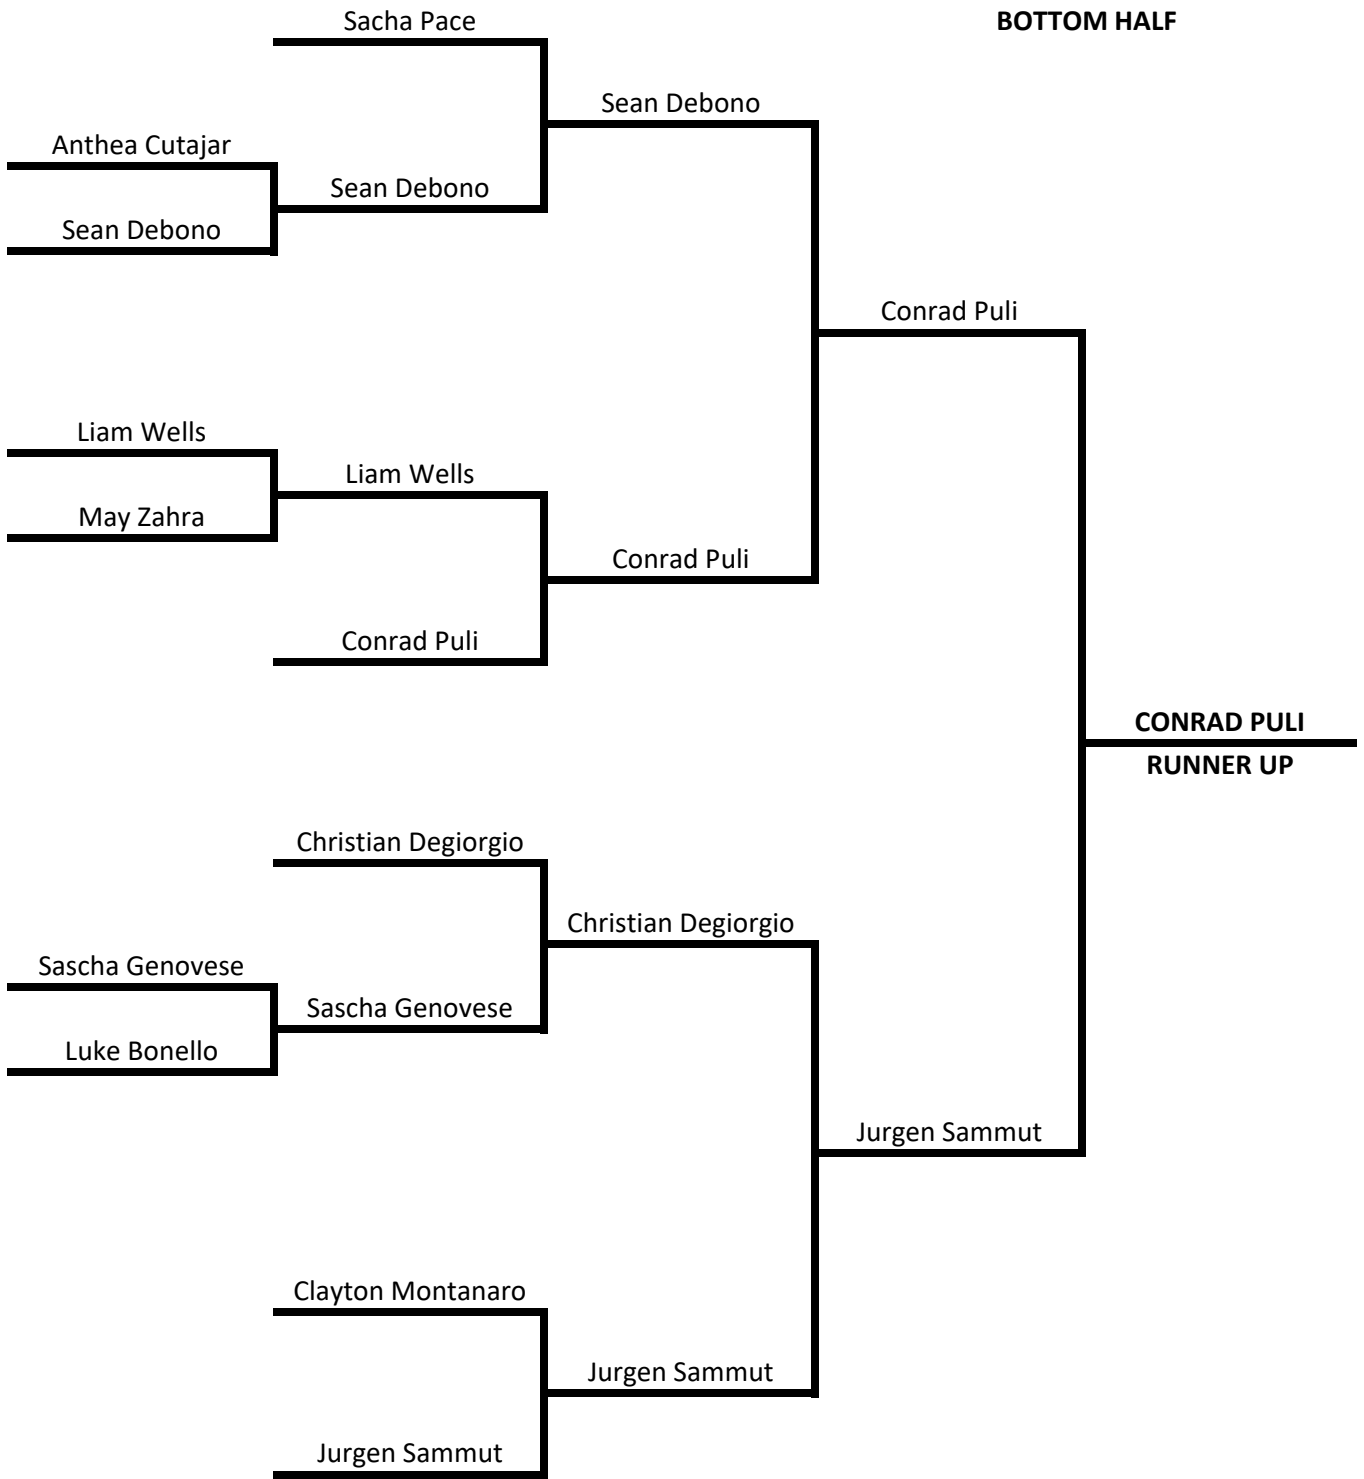 Sacha Pace
BOTTOM HALF
Sean Debono
Anthea Cutajar
Sean Debono
Sean Debono
Conrad Puli
Liam Wells
Liam Wells
May Zahra
Conrad Puli
Conrad Puli
CONRAD PULI
RUNNER UP
Christian Degiorgio
Christian Degiorgio
Sascha Genovese
Sascha Genovese
Luke Bonello
Jurgen Sammut
Clayton Montanaro
Jurgen Sammut
Jurgen Sammut